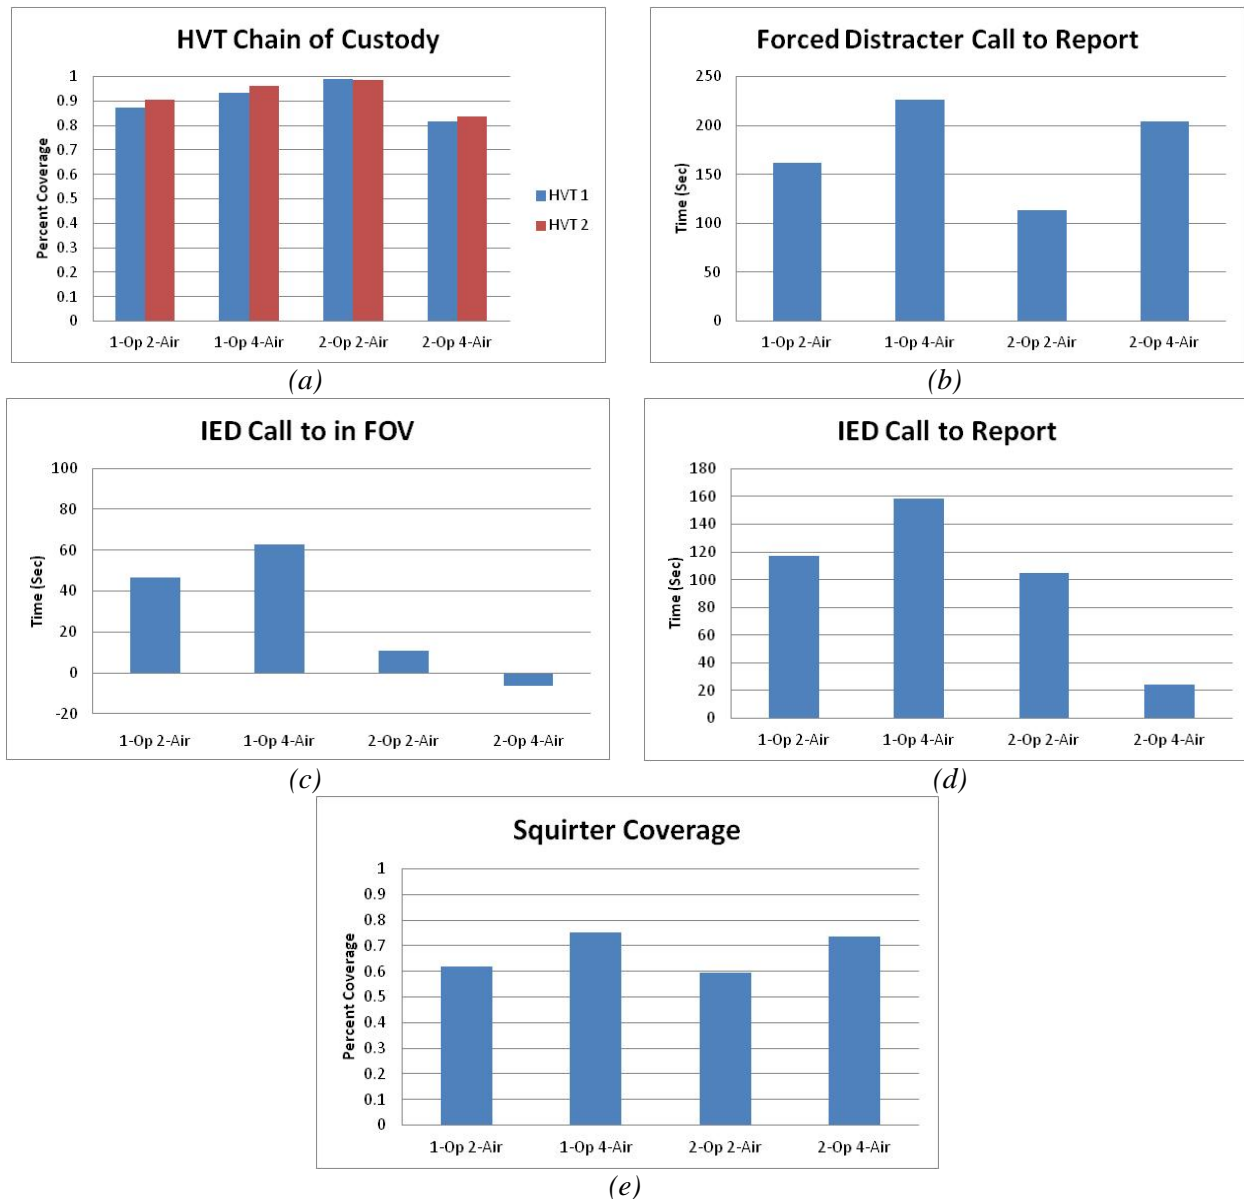 HVT Chain of Custody
Percent Coverage
1
0.9
0.8
0.7
0.6
0.5
0.4
0.3
0.2
0.1
0
1-Op 2-Air 1-Op 4-Air 2-Op 2-Air 2-Op 4-Air
HVT 1
HVT 2
(a)
Forced Distracter Call to Report
Time (Sec)
250
200
150
100
50
0
1-Op 2-Air 1-Op 4-Air 2-Op 2-Air 2-Op 4-Air
(b)
IED Call to in FOV
Time (Sec)
100
80
60
40
20
0
-20
1-Op 2-Air 1-Op 4-Air 2-Op 2-Air 2-Op 4-Air
(c)
IED Call to Report
Time (Sec)
180
160
140
120
100
80
60
40
20
0
1-Op 2-Air 1-Op 4-Air 2-Op 2-Air 2-Op 4-Air
(d)
Squirter Coverage
Percent Coverage
1
0.9
0.8
0.7
0.6
0.5
0.4
0.3
0.2
0.1
0
1-Op 2-Air 1-Op 4-Air 2-Op 2-Air 2-Op 4-Air
(e)